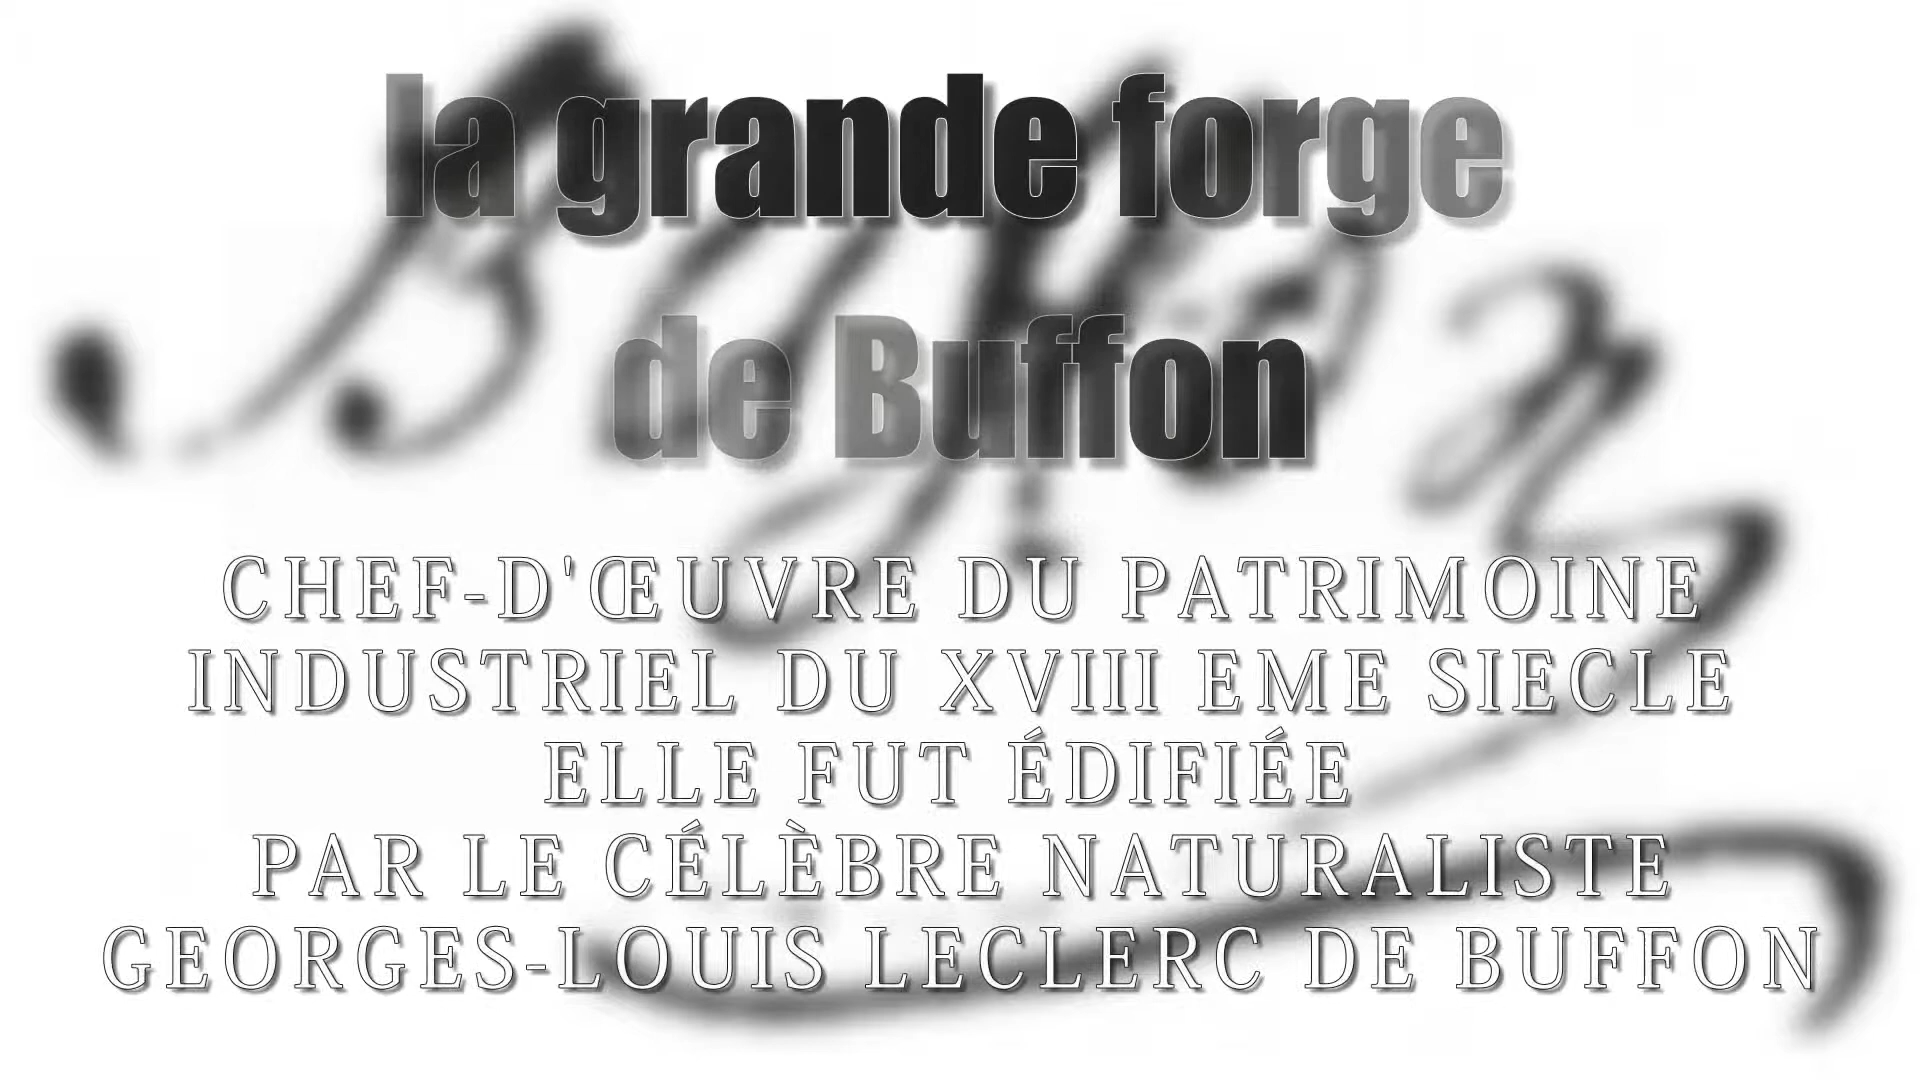 la grande forge
de Buffon
CHEF-D'ŒUVRE DU PATRIMOINE
INDUSTRIEL DU XVIII EME SIECLE
ELLE FUT ÉDIFIÉE
PAR LE CÉLÈBRE NATURALISTE
GEORGES-LOUIS LECLERC DE BUFFON
Buffon